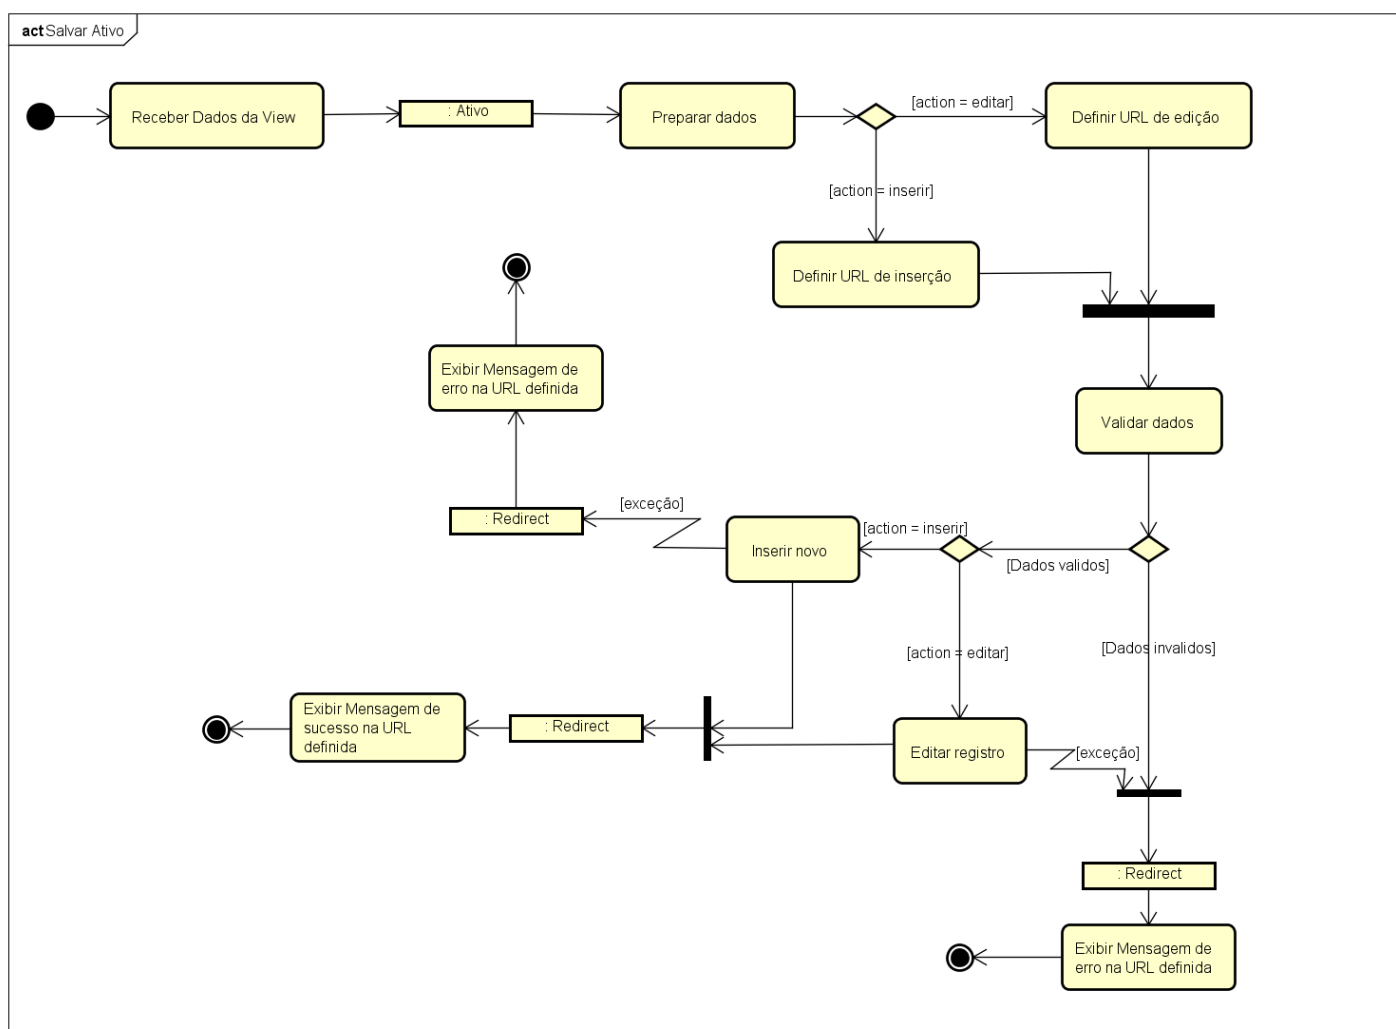 act Salvar Ativo
Receber Dados da View
: Ativo
Preparar dados
[action = editar]
Definir URL de edição
[action = inserir]
Definir URL de inserção
Exibir Mensagem de
erro na URL definida
Validar dados
[exceção]
: Redirect
Inserir novo
[action = inserir]
[Dados validos]
[action = editar]
[Dados invalidos]
Exibir Mensagem de
sucesso na URL
definida
: Redirect
Editar registro
[exceção]
: Redirect
Exibir Mensagem de
erro na URL definida